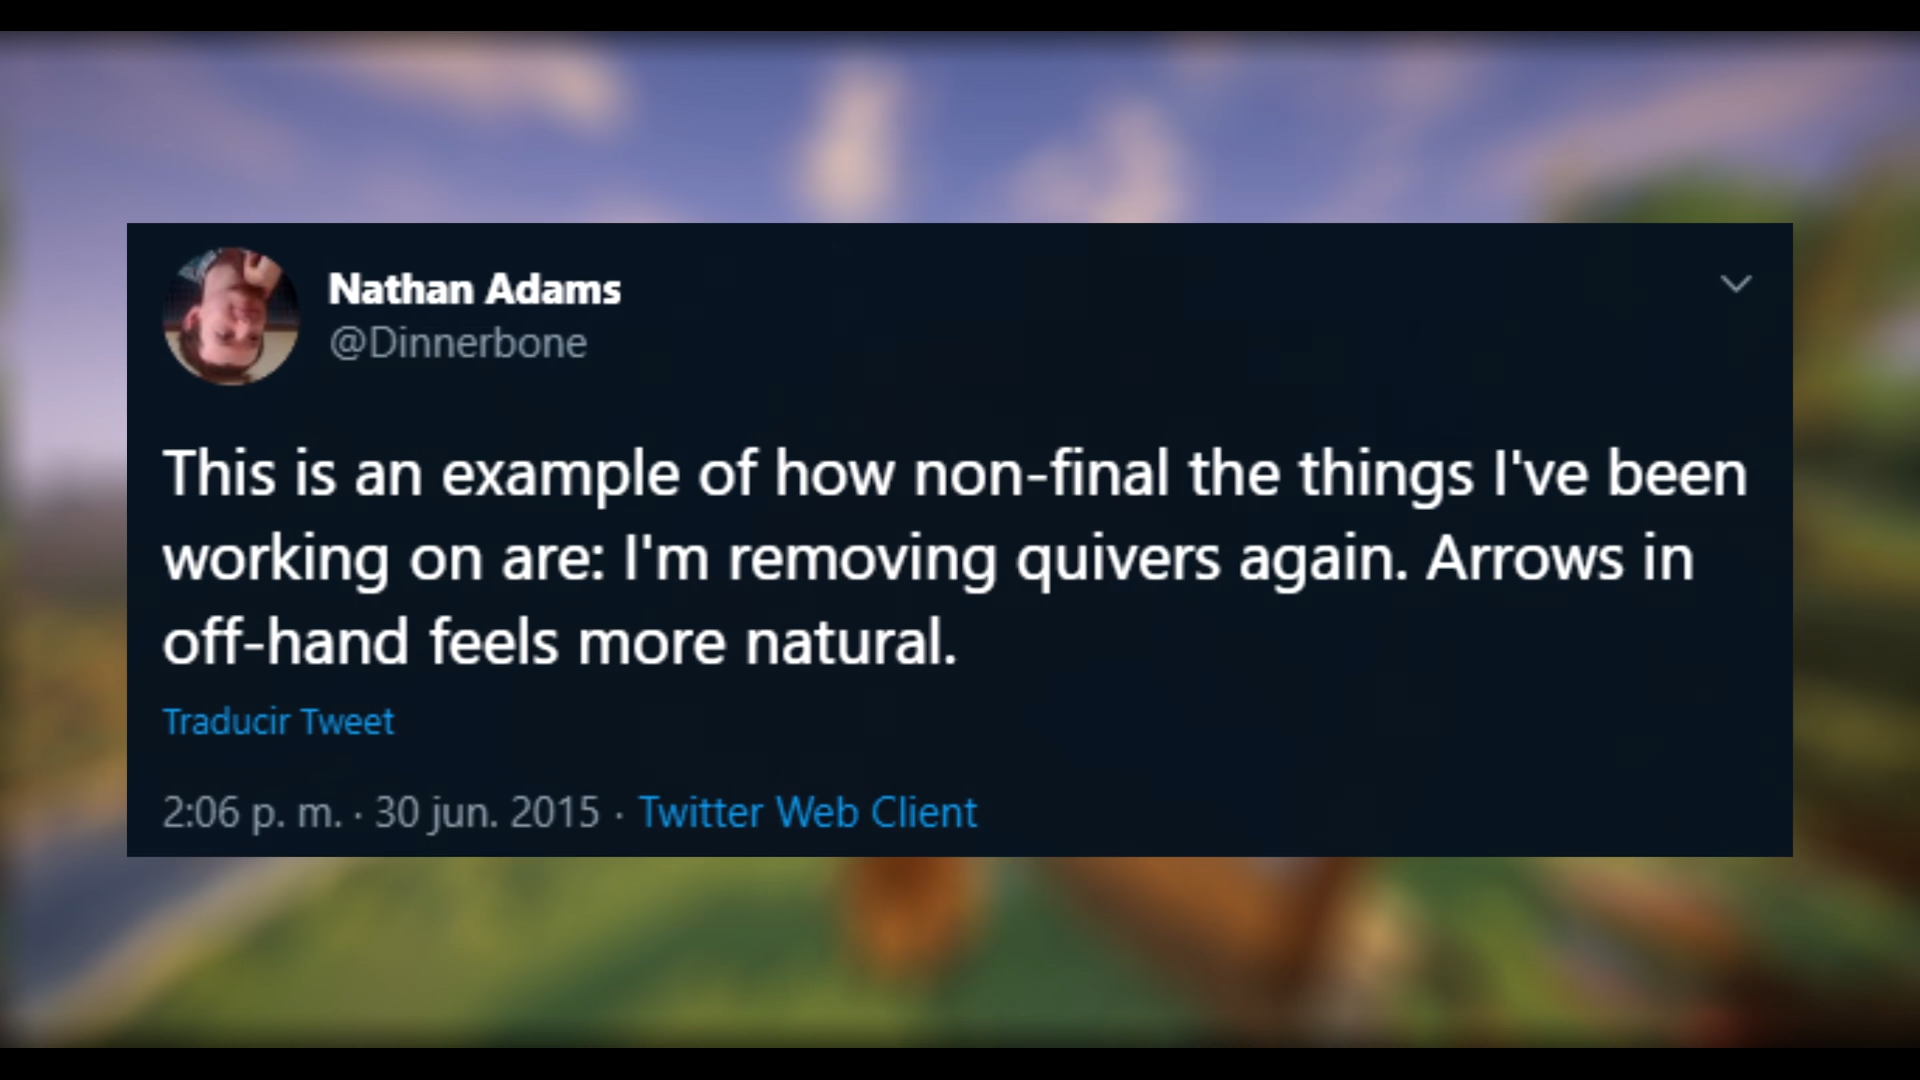 Nathan Adams
@Dinnerbone
This is an example of how non-final the things I've been
working on are: I'm removing quivers again. Arrows in
off-hand feels more natural.
Traducir Tweet
2:06 p. m. · 30 jun. 2015 · Twitter Web Client